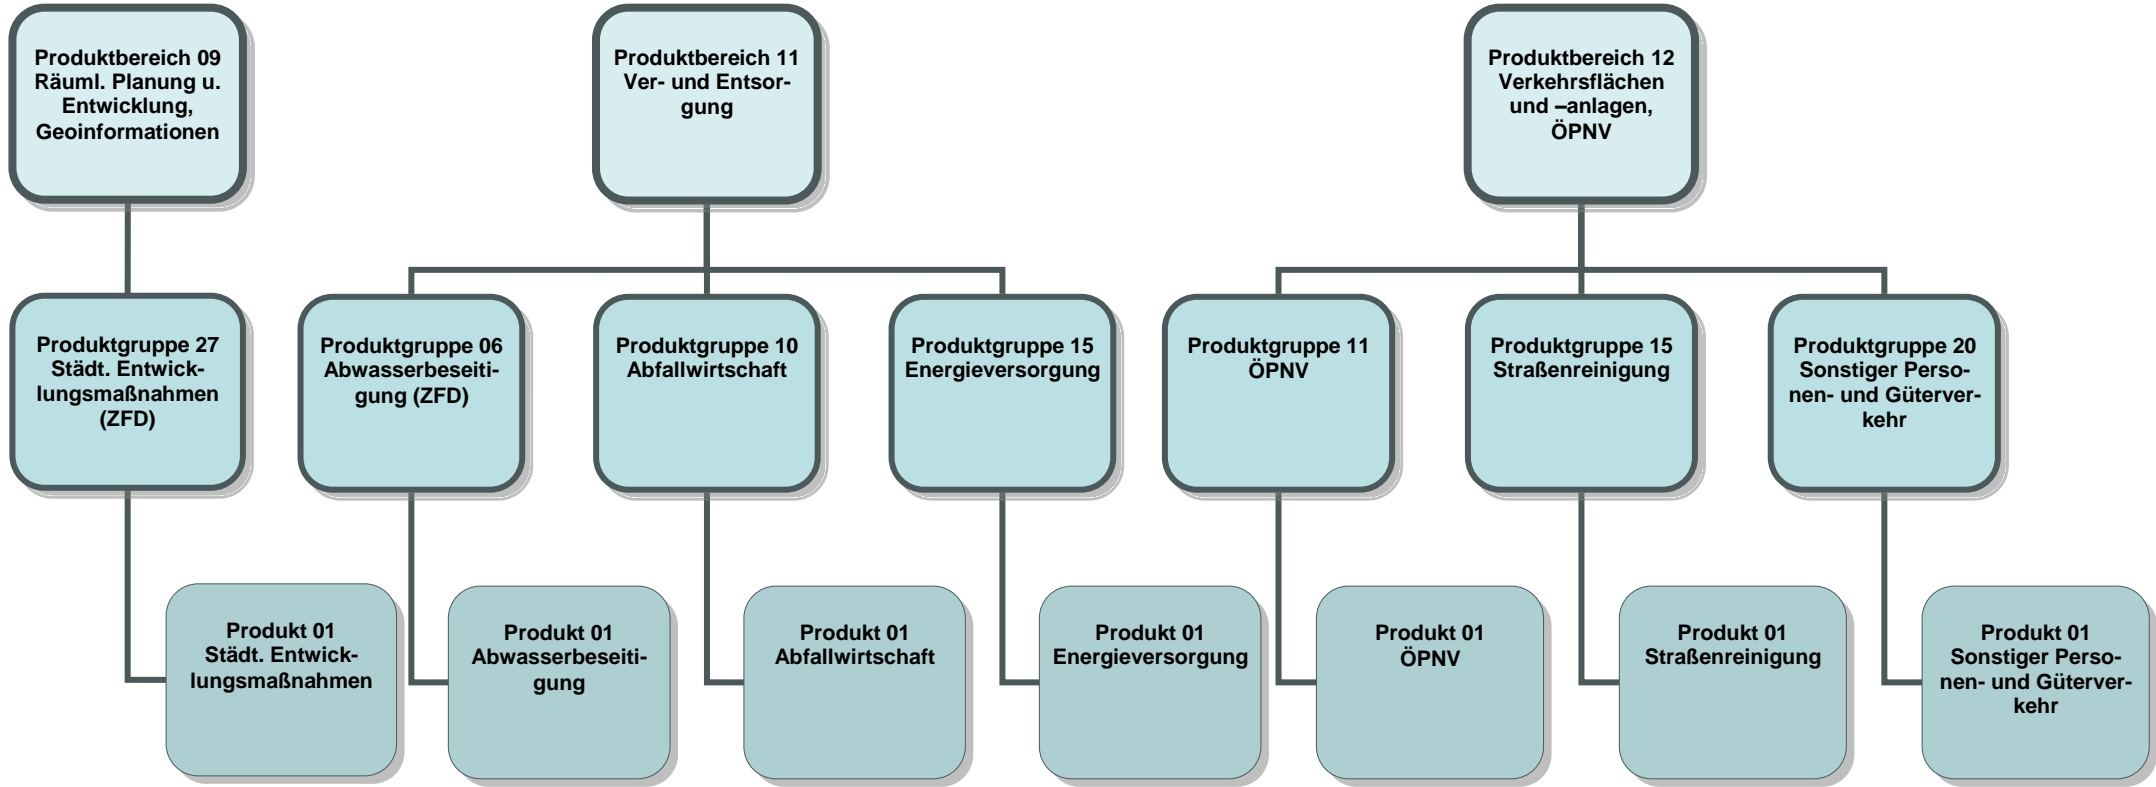 Produktbereich 09
Räuml. Planung u.
Entwicklung,
Geoinformationen
Produktbereich 11
Ver- und Entsor-
gung
Produktbereich 12
Verkehrsflächen
und –anlagen,
ÖPNV
Produktgruppe 27
Städt. Entwick-
lungsmaßnahmen
(ZFD)
Produktgruppe 06
Abwasserbeseiti-
gung (ZFD)
Produktgruppe 10
Abfallwirtschaft
Produktgruppe 15
Energieversorgung
Produktgruppe 11
ÖPNV
Produktgruppe 15
Straßenreinigung
Produktgruppe 20
Sonstiger Perso-
nen- und Güterver-
kehr
Produkt 01
Städt. Entwick-
lungsmaßnahmen
Produkt 01
Abwasserbeseiti-
gung
Produkt 01
Abfallwirtschaft
Produkt 01
Energieversorgung
Produkt 01
ÖPNV
Produkt 01
Straßenreinigung
Produkt 01
Sonstiger Perso-
nen- und Güterver-
kehr